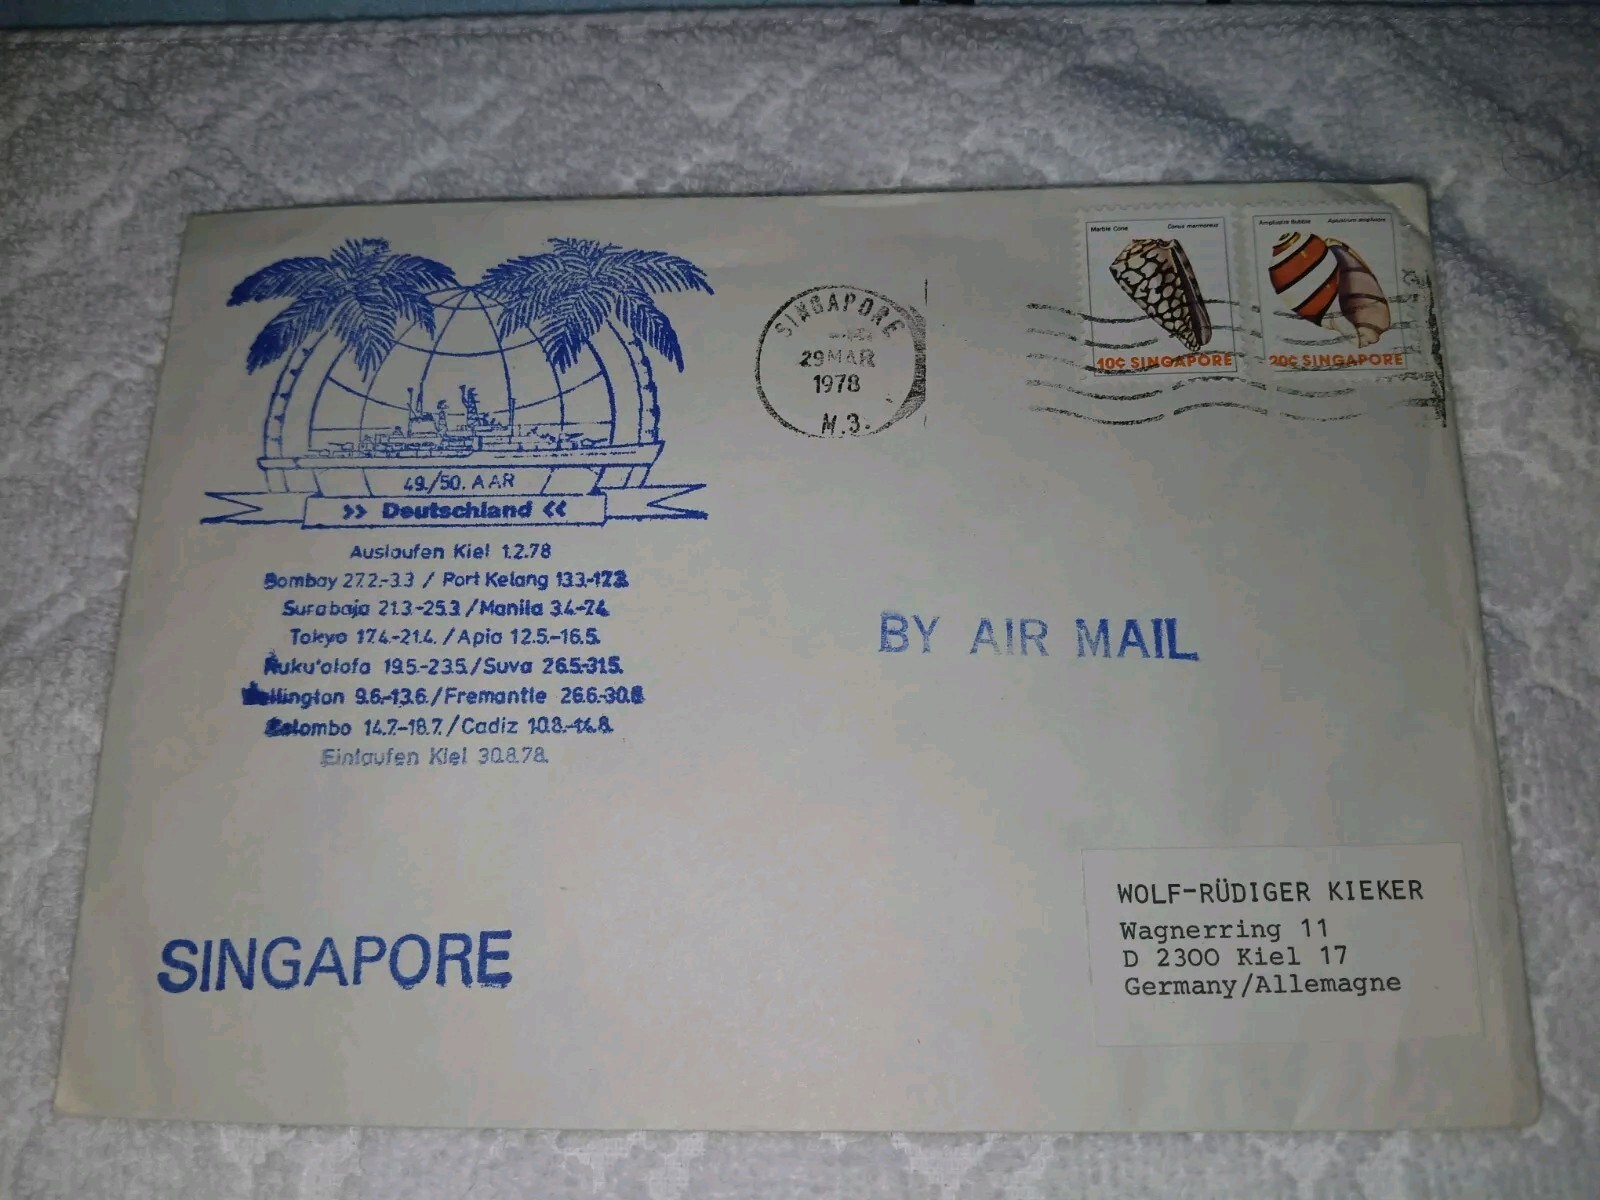 49./50. AAR
>> Deutschland <<
Auslaufen Kiel 1.2.78
Bombay 27.2.-3.3 / Port Kelang 13.3.-17.3.
Surabaja 21.3.-25.3 / Manila 3.4.-7.4.
Tokyo 17.4.-21.4. / Apia 12.5.-16.5.
Nuku'alofa 19.5.-23.5. / Suva 26.5.-31.5.
Wellington 9.6.-13.6. / Fremantle 26.6.-30.6
Colombo 14.7.-18.7. / Cadiz 10.8.-14.8.
Einlaufen Kiel 30.8.78.
SINGAPORE
SINGAPORE
29 MAR
1978
M.3.
Marble Cone Conus marmoreus
10¢ SINGAPORE
Amplustre Bubble Aplustrum amplustre
20¢ SINGAPORE
BY AIR MAIL
WOLF-RÜDIGER KIEKER
Wagnerring 11
D 2300 Kiel 17
Germany/Allemagne